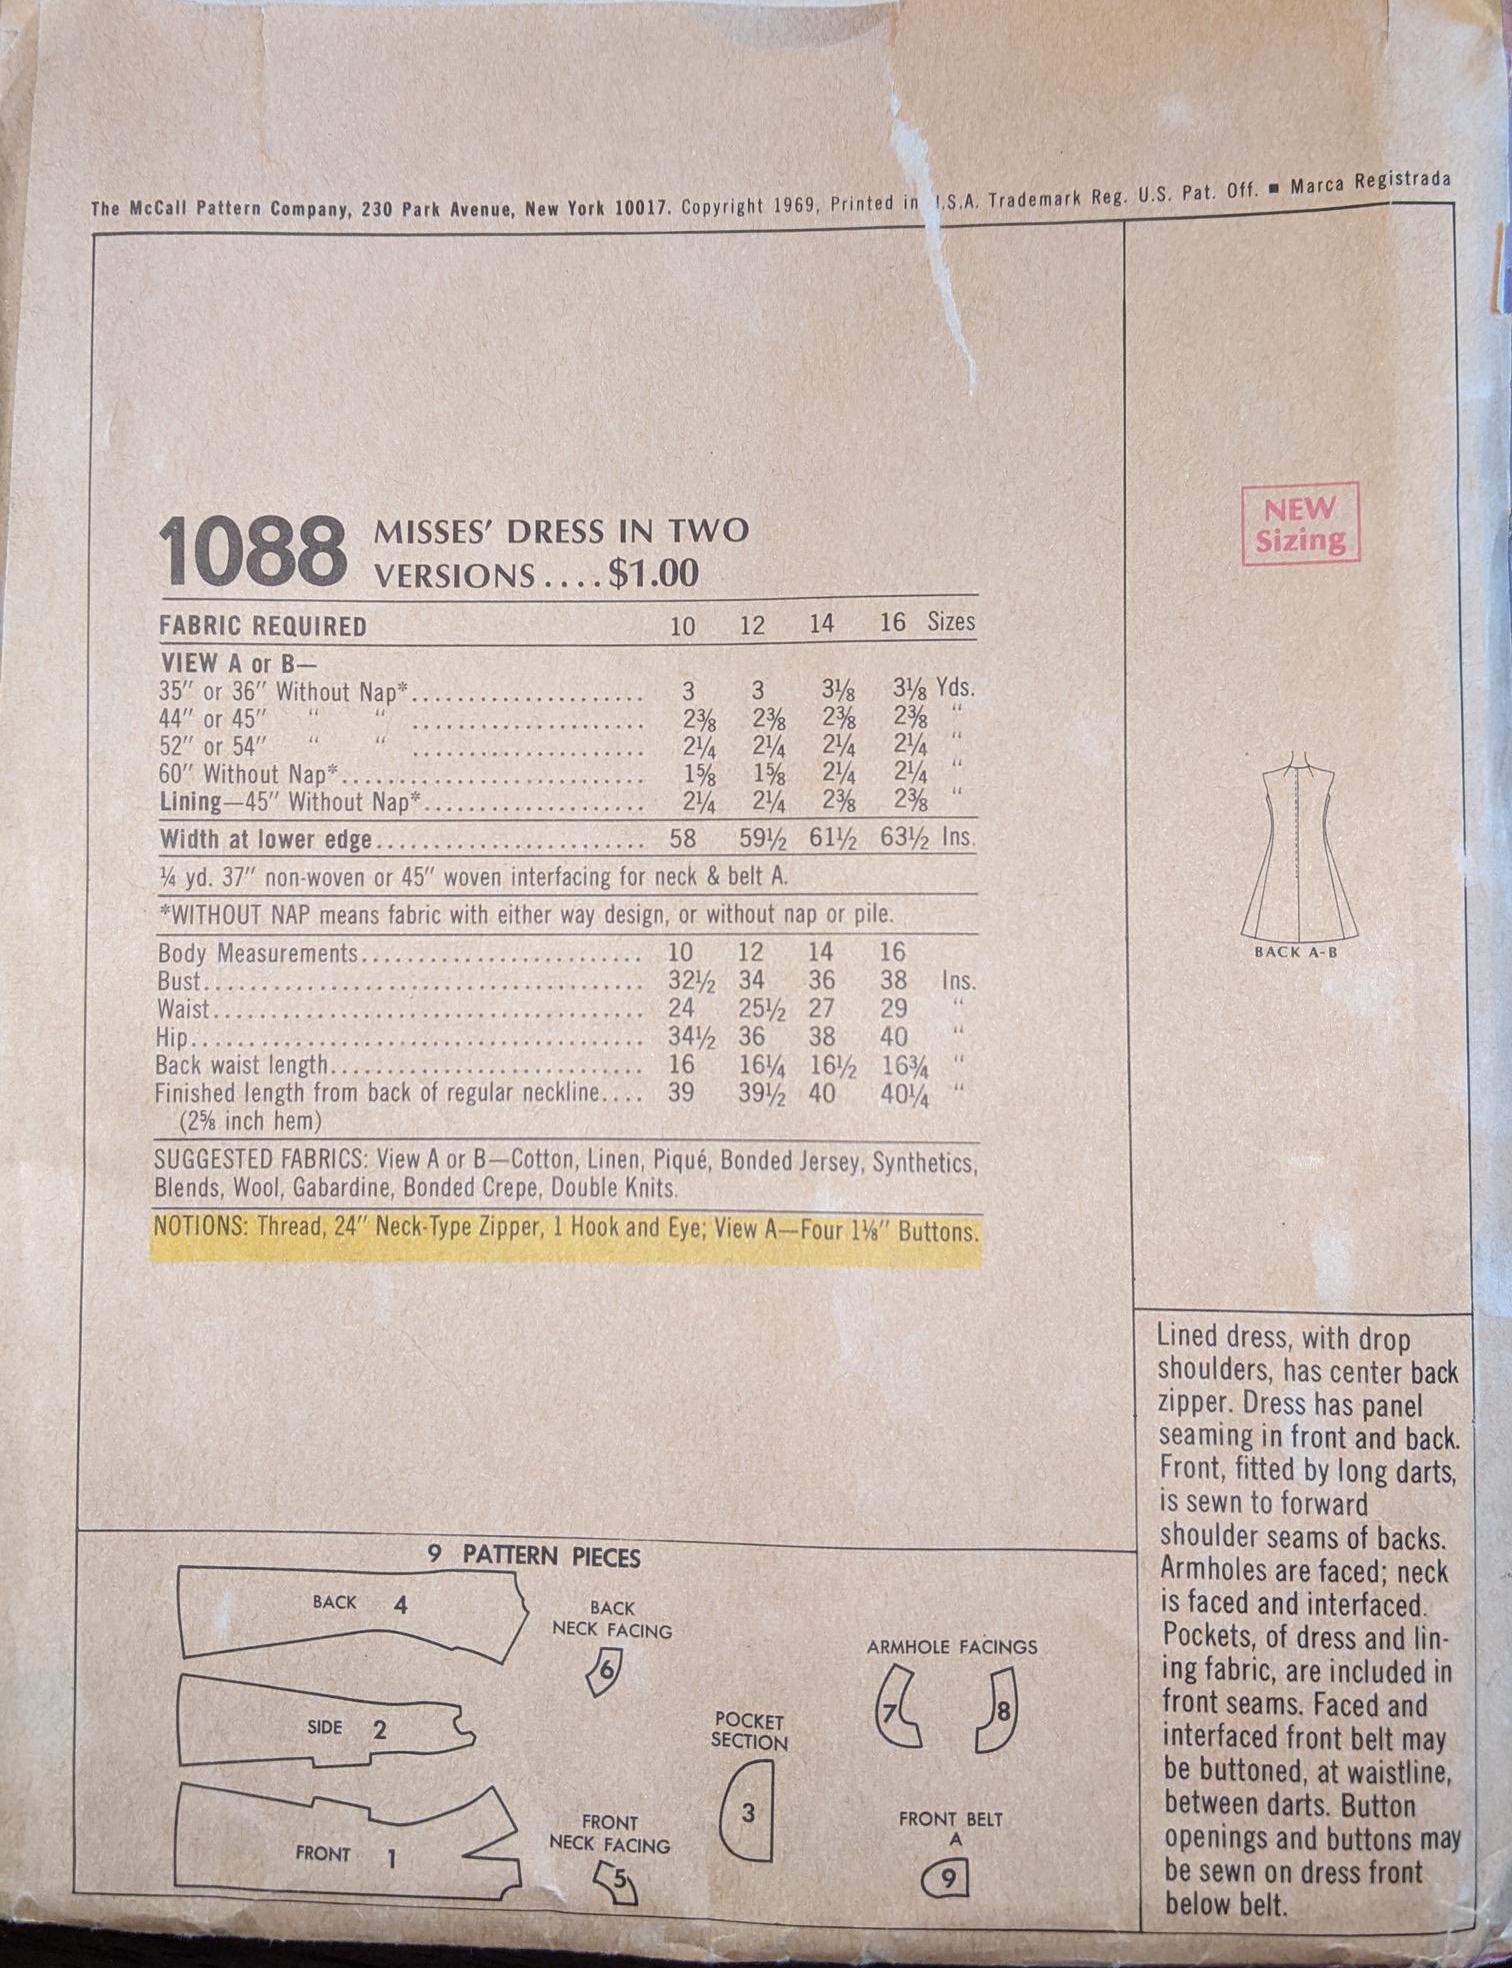 The McCall Pattern Company, 230 Park Avenue, New York 10017. Copyright 1969, Printed in .S.A. Trademark Reg. U.S. Pat. Off. ■ Marca Registrada
1088 MISSES' DRESS IN TWO
VERSIONS....$1.00
FABRIC REQUIRED 10 12 14 16 Sizes
VIEW A or B—
35" or 36" Without Nap*...................... 3 3 3⅛ 3⅛ Yds.
44" or 45" " " ...................... 2⅜ 2⅜ 2⅜ 2⅜ "
52" or 54" " " ...................... 2¼ 2¼ 2¼ 2¼ "
60" Without Nap*............................ 1⅝ 1⅝ 2¼ 2¼ "
Lining—45" Without Nap*..................... 2¼ 2¼ 2⅜ 2⅜ "
Width at lower edge......................... 58 59½ 61½ 63½ Ins.
¼ yd. 37" non-woven or 45" woven interfacing for neck & belt A.
*WITHOUT NAP means fabric with either way design, or without nap or pile.
Body Measurements.......................... 10 12 14 16
Bust........................................ 32½ 34 36 38 Ins.
Waist....................................... 24 25½ 27 29 "
Hip......................................... 34½ 36 38 40 "
Back waist length............................ 16 16¼ 16½ 16¾ "
Finished length from back of regular neckline.... 39 39½ 40 40¼ "
(2⅝ inch hem)
SUGGESTED FABRICS: View A or B—Cotton, Linen, Piqué, Bonded Jersey, Synthetics,
Blends, Wool, Gabardine, Bonded Crepe, Double Knits.
NOTIONS: Thread, 24" Neck-Type Zipper, 1 Hook and Eye; View A—Four 1⅛" Buttons.
NEW
Sizing
BACK A-B
Lined dress, with drop
shoulders, has center back
zipper. Dress has panel
seaming in front and back.
Front, fitted by long darts,
is sewn to forward
shoulder seams of backs.
Armholes are faced; neck
is faced and interfaced.
Pockets, of dress and lin-
ing fabric, are included in
front seams. Faced and
interfaced front belt may
be buttoned, at waistline,
between darts. Button
openings and buttons may
be sewn on dress front
below belt.
9 PATTERN PIECES
BACK 4
BACK
NECK FACING
6
SIDE 2
FRONT 1
FRONT
NECK FACING
5
POCKET
SECTION
3
ARMHOLE FACINGS
7 8
FRONT BELT
A
9